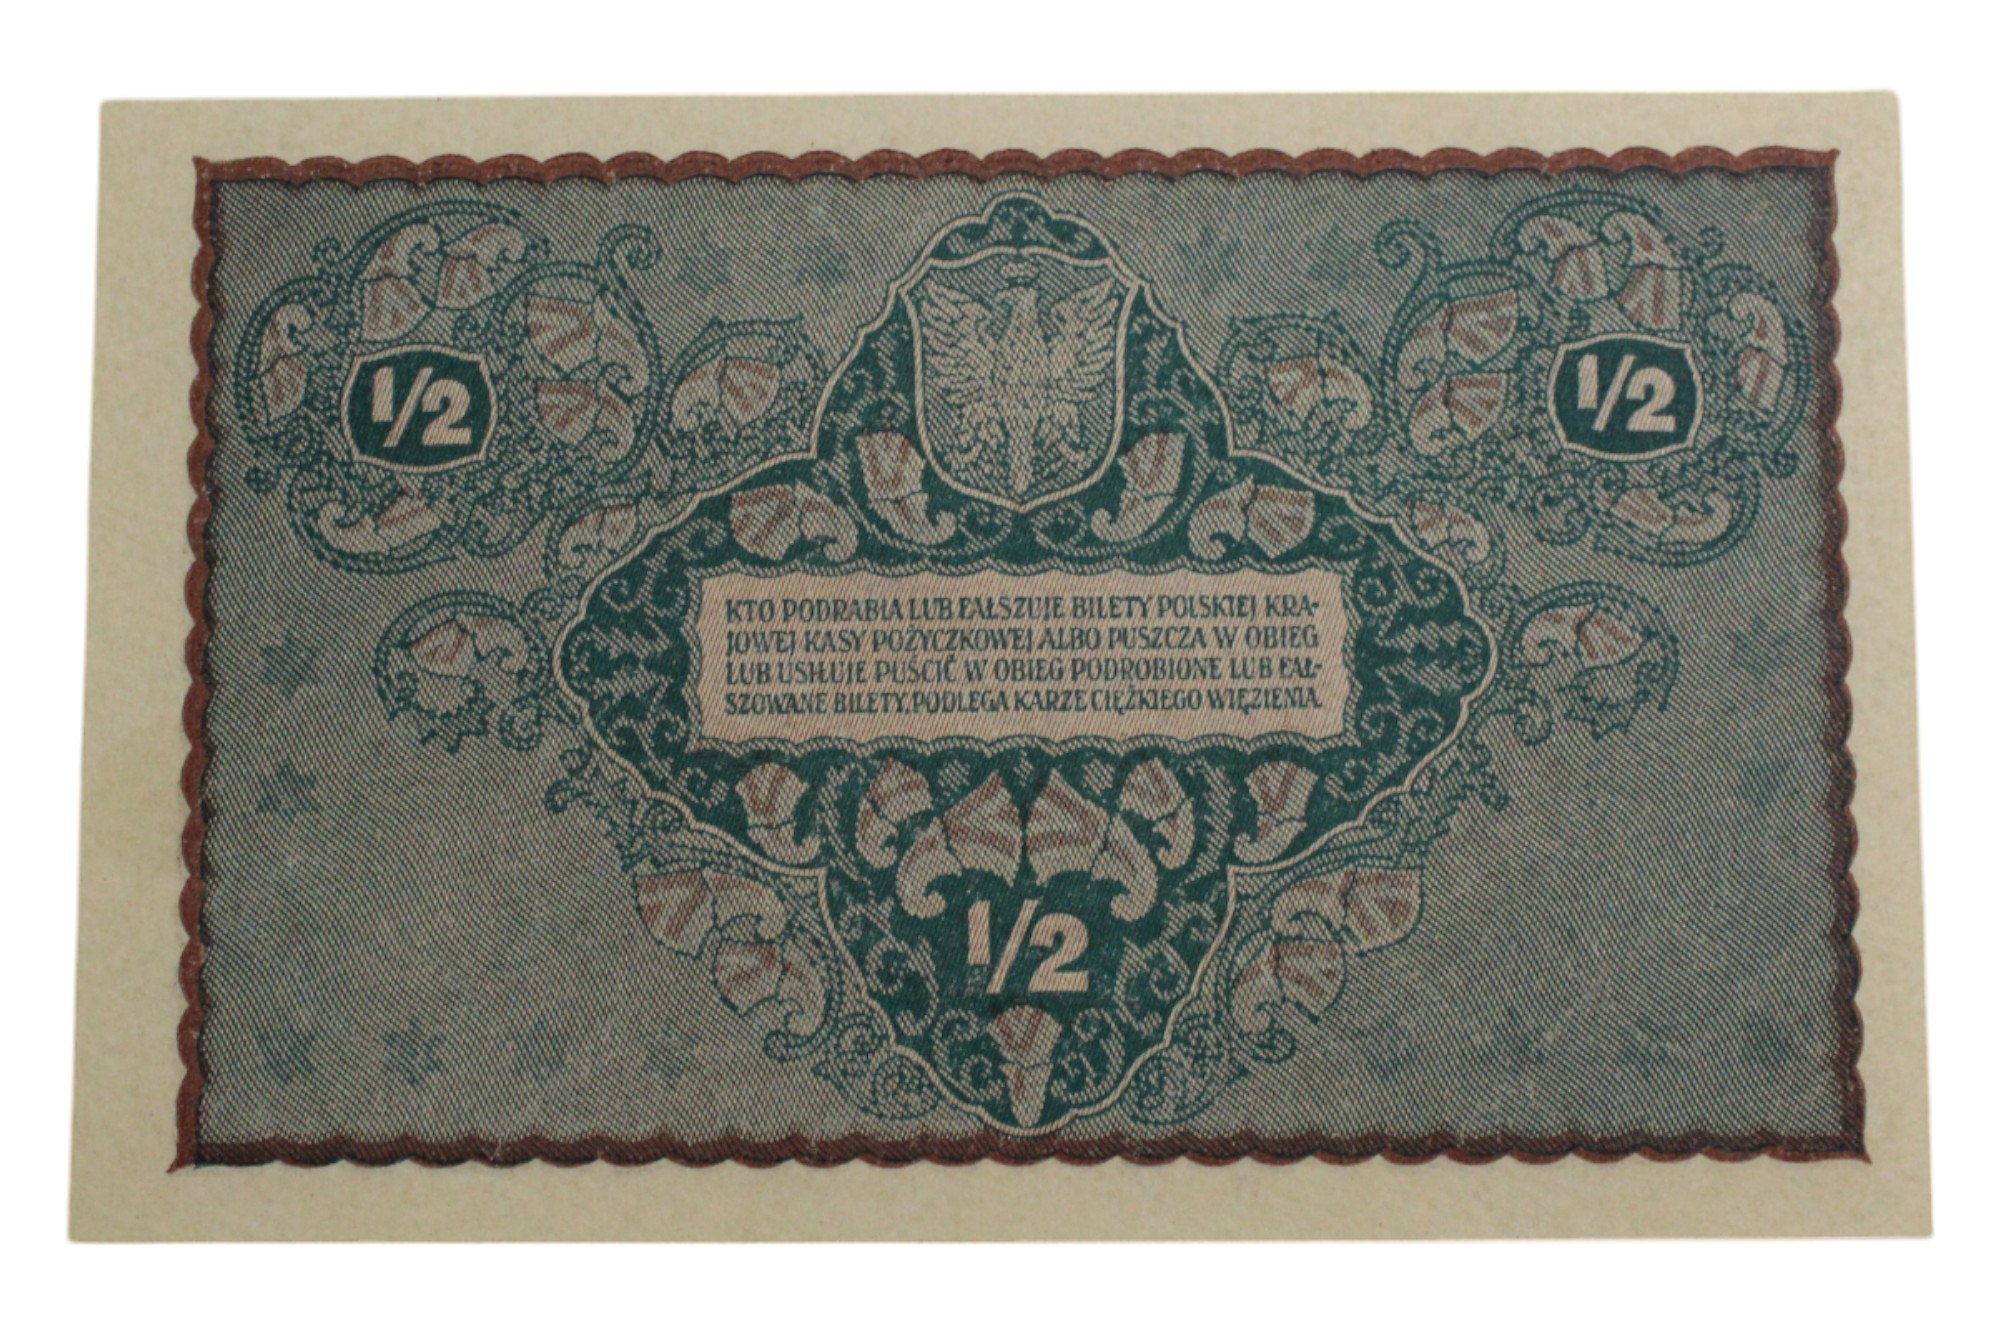 1/2
1/2
KTO PODRABIA LUB FAŁSZUJE BILETY POLSKIEJ KRA-
JOWEJ KASY POŻYCZKOWEJ ALBO PUSZCZA W OBIEG
LUB USIŁUJE PUŚCIĆ W OBIEG PODROBIONE LUB FAŁ-
SZOWANE BILETY, PODLEGA KARZE CIĘŻKIEGO WIĘZIENIA.
1/2